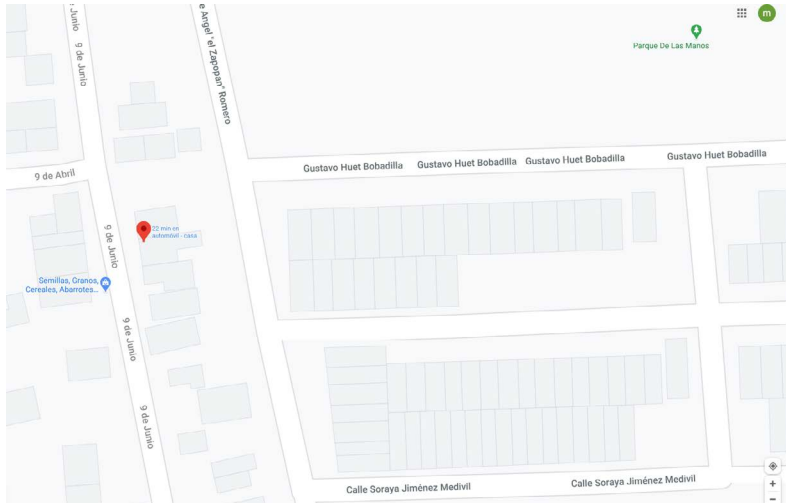 Junio
9 de Junio
e Angel "el Zapopan" Romero
m
Parque De Las Manos
Gustavo Huet Bobadilla
Gustavo Huet Bobadilla
Gustavo Huet Bobadilla
Gustavo Huet Bobadilla
9 de Abril
9 de Junio
22 min en
automóvil - casa
Semillas, Granos,
Cereales, Abarrotes...
9 de Junio
9 de Junio
Calle Soraya Jiménez Medivil
Calle Soraya Jiménez Medivil